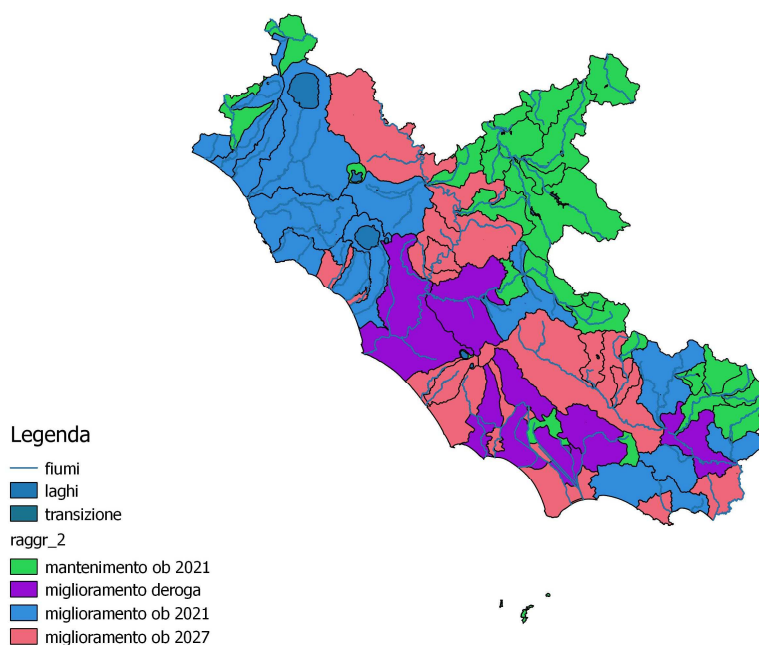 Legenda
fiumi
laghi
transizione
raggr_2
mantenimento ob 2021
miglioramento deroga
miglioramento ob 2021
miglioramento ob 2027